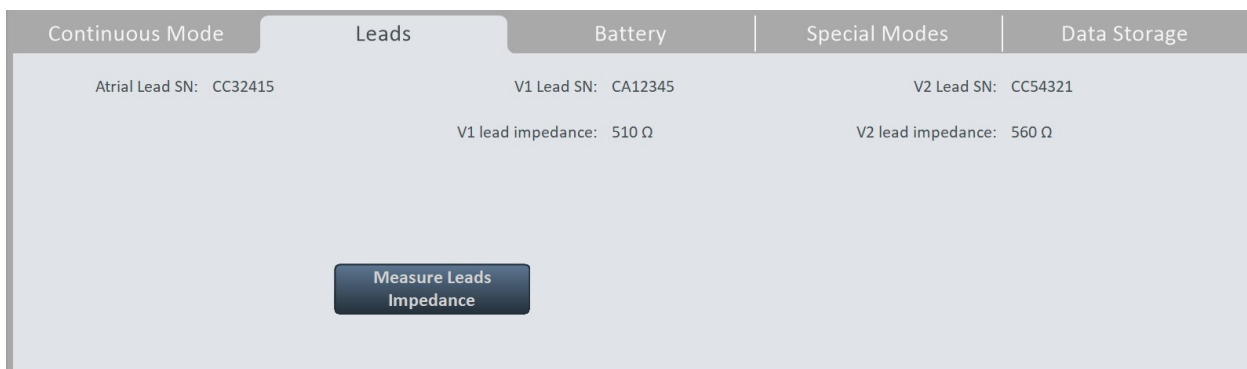 Continuous Mode Leads Battery Special Modes Data Storage
Atrial Lead SN: CC32415 V1 Lead SN: CA12345 V2 Lead SN: CC54321
V1 lead impedance: 510 Ω V2 lead impedance: 560 Ω
Measure Leads
Impedance